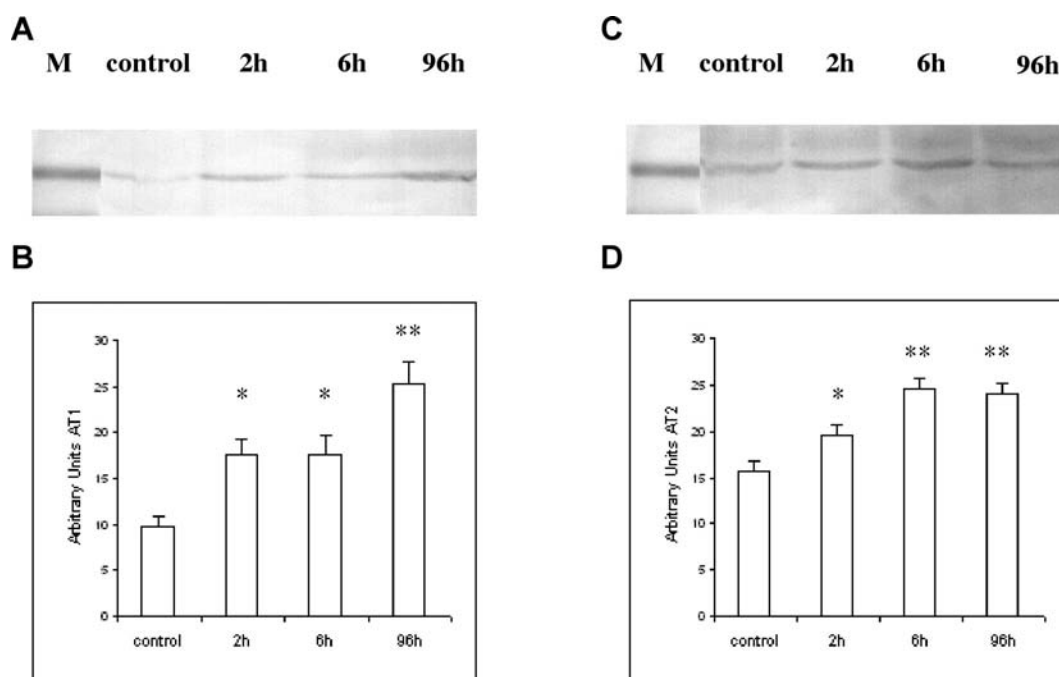 A
M control 2h 6h 96h
B
Arbitrary Units AT1
30
25
20
15
10
5
0
*
*
**
control 2h 6h 96h
C
M control 2h 6h 96h
D
Arbitrary Units AT2
30
25
20
15
10
5
0
*
**
**
control 2h 6h 96h